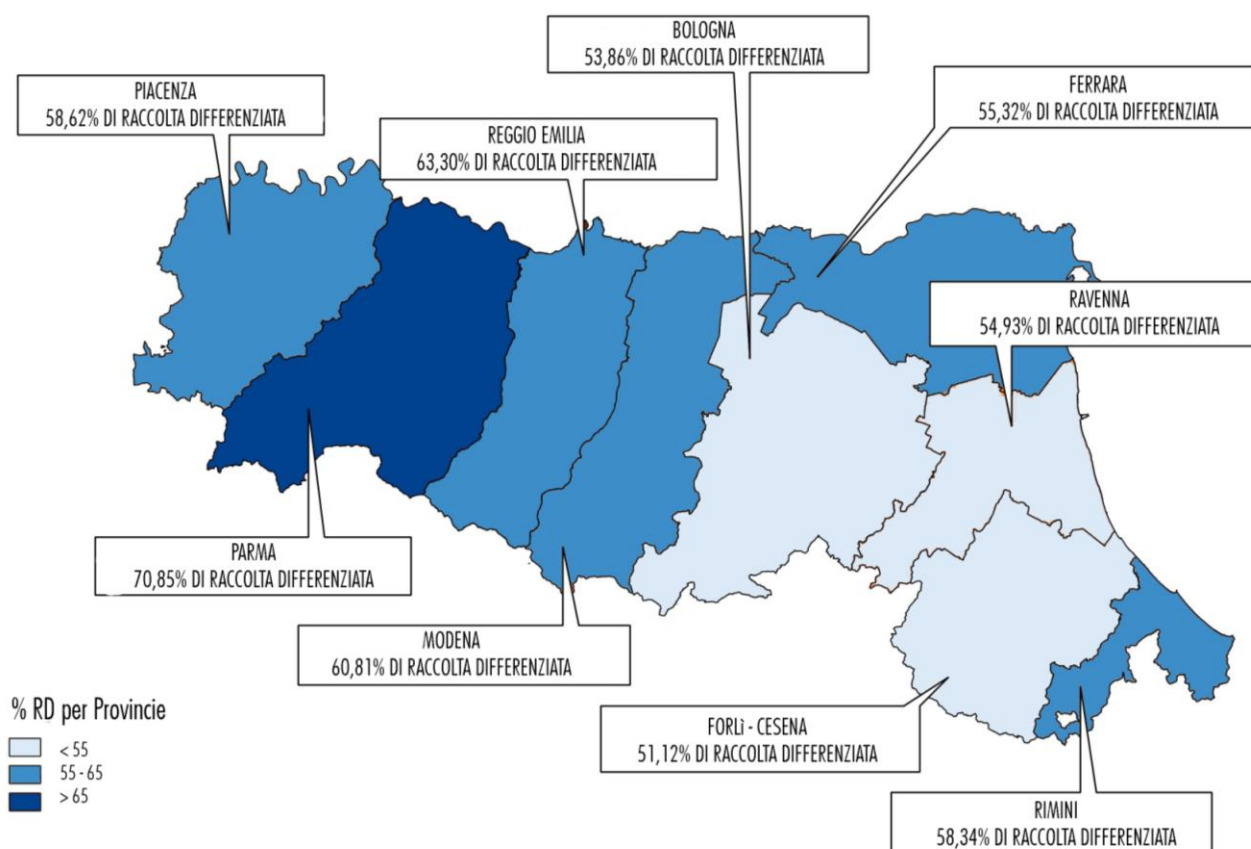 BOLOGNA
53,86% DI RACCOLTA DIFFERENZIATA
PIACENZA
58,62% DI RACCOLTA DIFFERENZIATA
FERRARA
55,32% DI RACCOLTA DIFFERENZIATA
REGGIO EMILIA
63,30% DI RACCOLTA DIFFERENZIATA
RAVENNA
54,93% DI RACCOLTA DIFFERENZIATA
PARMA
70,85% DI RACCOLTA DIFFERENZIATA
MODENA
60,81% DI RACCOLTA DIFFERENZIATA
FORLì - CESENA
51,12% DI RACCOLTA DIFFERENZIATA
RIMINI
58,34% DI RACCOLTA DIFFERENZIATA
% RD per Provincie
< 55
55 - 65
> 65